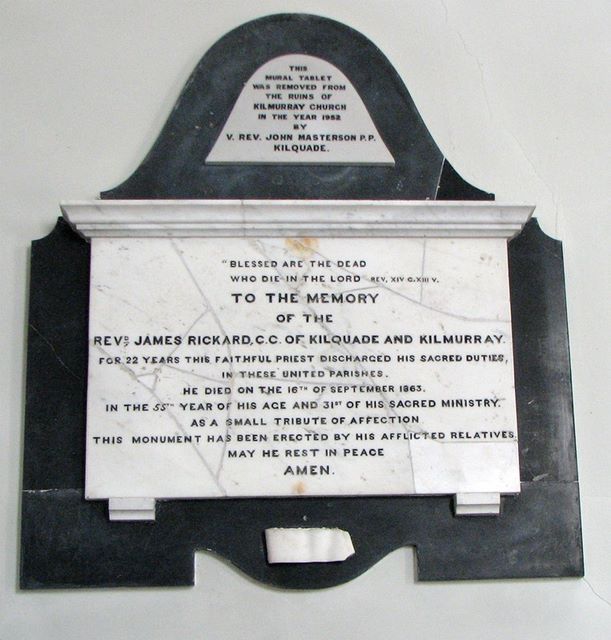 THIS
MURAL TABLET
WAS REMOVED FROM
THE RUINS OF
KILMURRAY CHURCH
IN THE YEAR 1952
BY
V. REV. JOHN MASTERSON P.P.
KILQUADE.
"BLESSED ARE THE DEAD
WHO DIE IN THE LORD REV. XIV C. XIII V.
TO THE MEMORY
OF THE
REVD. JAMES RICKARD, C.C. OF KILQUADE AND KILMURRAY.
FOR 22 YEARS THIS FAITHFUL PRIEST DISCHARGED HIS SACRED DUTIES,
IN THESE UNITED PARISHES.
HE DIED ON THE 16TH OF SEPTEMBER 1863.
IN THE 55TH YEAR OF HIS AGE AND 31ST OF HIS SACRED MINISTRY.
AS A SMALL TRIBUTE OF AFFECTION
THIS MONUMENT HAS BEEN ERECTED BY HIS AFFLICTED RELATIVES.
MAY HE REST IN PEACE
AMEN.